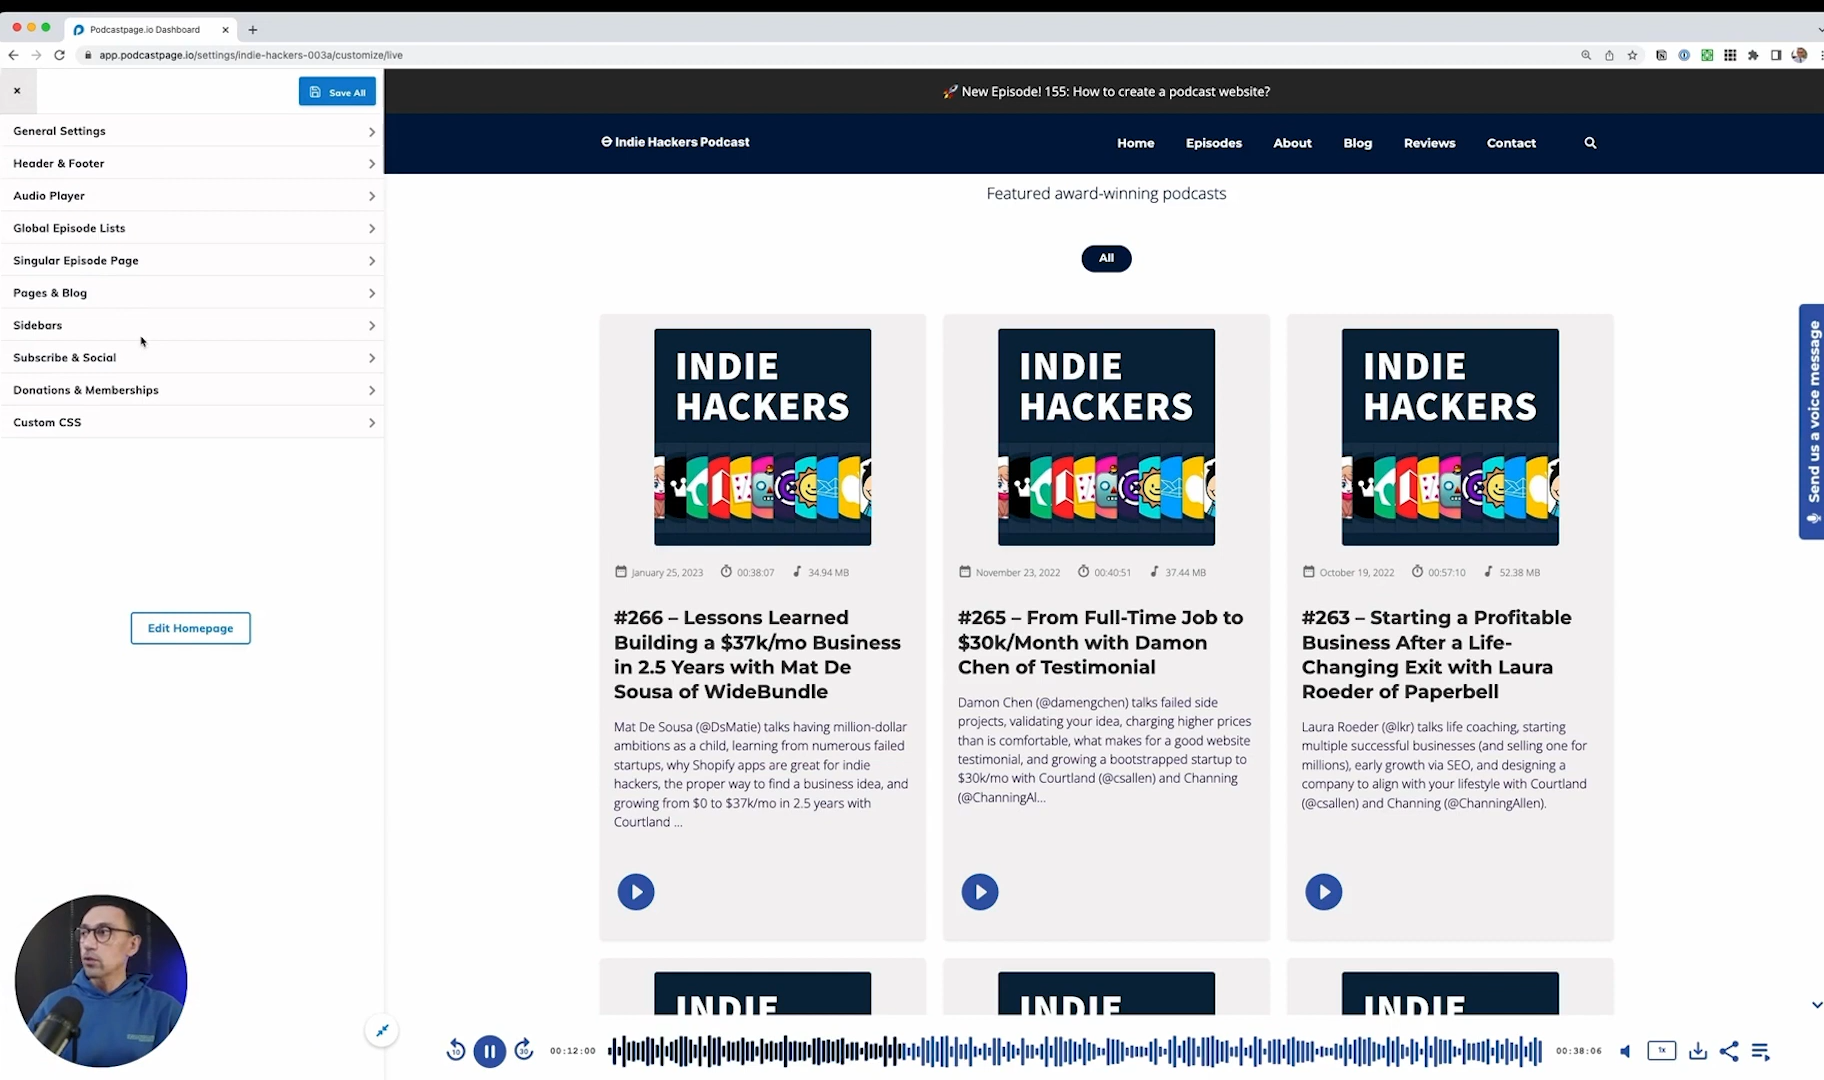 Podcastpage.io Dashboard
app.podcastpage.io/settings/indie-hackers-003a/customize/live
Save All
General Settings
Header & Footer
Audio Player
Global Episode Lists
Singular Episode Page
Pages & Blog
Sidebars
Subscribe & Social
Donations & Memberships
Custom CSS
Edit Homepage
🚀 New Episode! 155: How to create a podcast website?
Indie Hackers Podcast
Home
Episodes
About
Blog
Reviews
Contact
Featured award-winning podcasts
All
INDIE
HACKERS
January 25, 2023
00:38:07
34.94 MB
#266 – Lessons Learned
Building a $37k/mo Business
in 2.5 Years with Mat De
Sousa of WideBundle
Mat De Sousa (@DsMatie) talks having million-dollar
ambitions as a child, learning from numerous failed
startups, why Shopify apps are great for indie
hackers, the proper way to find a business idea, and
growing from $0 to $37k/mo in 2.5 years with
Courtland ...
INDIE
HACKERS
November 23, 2022
00:40:51
37.44 MB
#265 – From Full-Time Job to
$30k/Month with Damon
Chen of Testimonial
Damon Chen (@damengchen) talks failed side
projects, validating your idea, charging higher prices
than is comfortable, what makes for a good website
testimonial, and growing a bootstrapped startup to
$30k/mo with Courtland (@csallen) and Channing
(@ChanningAl...
INDIE
HACKERS
October 19, 2022
00:57:10
52.38 MB
#263 – Starting a Profitable
Business After a Life-
Changing Exit with Laura
Roeder of Paperbell
Laura Roeder (@lkr) talks life coaching, starting
multiple successful businesses (and selling one for
millions), early growth via SEO, and designing a
company to align with your lifestyle with Courtland
(@csallen) and Channing (@ChanningAllen).
INDIE
INDIE
INDIE
Send us a voice message
10
30
00:12:00
00:38:06
1x